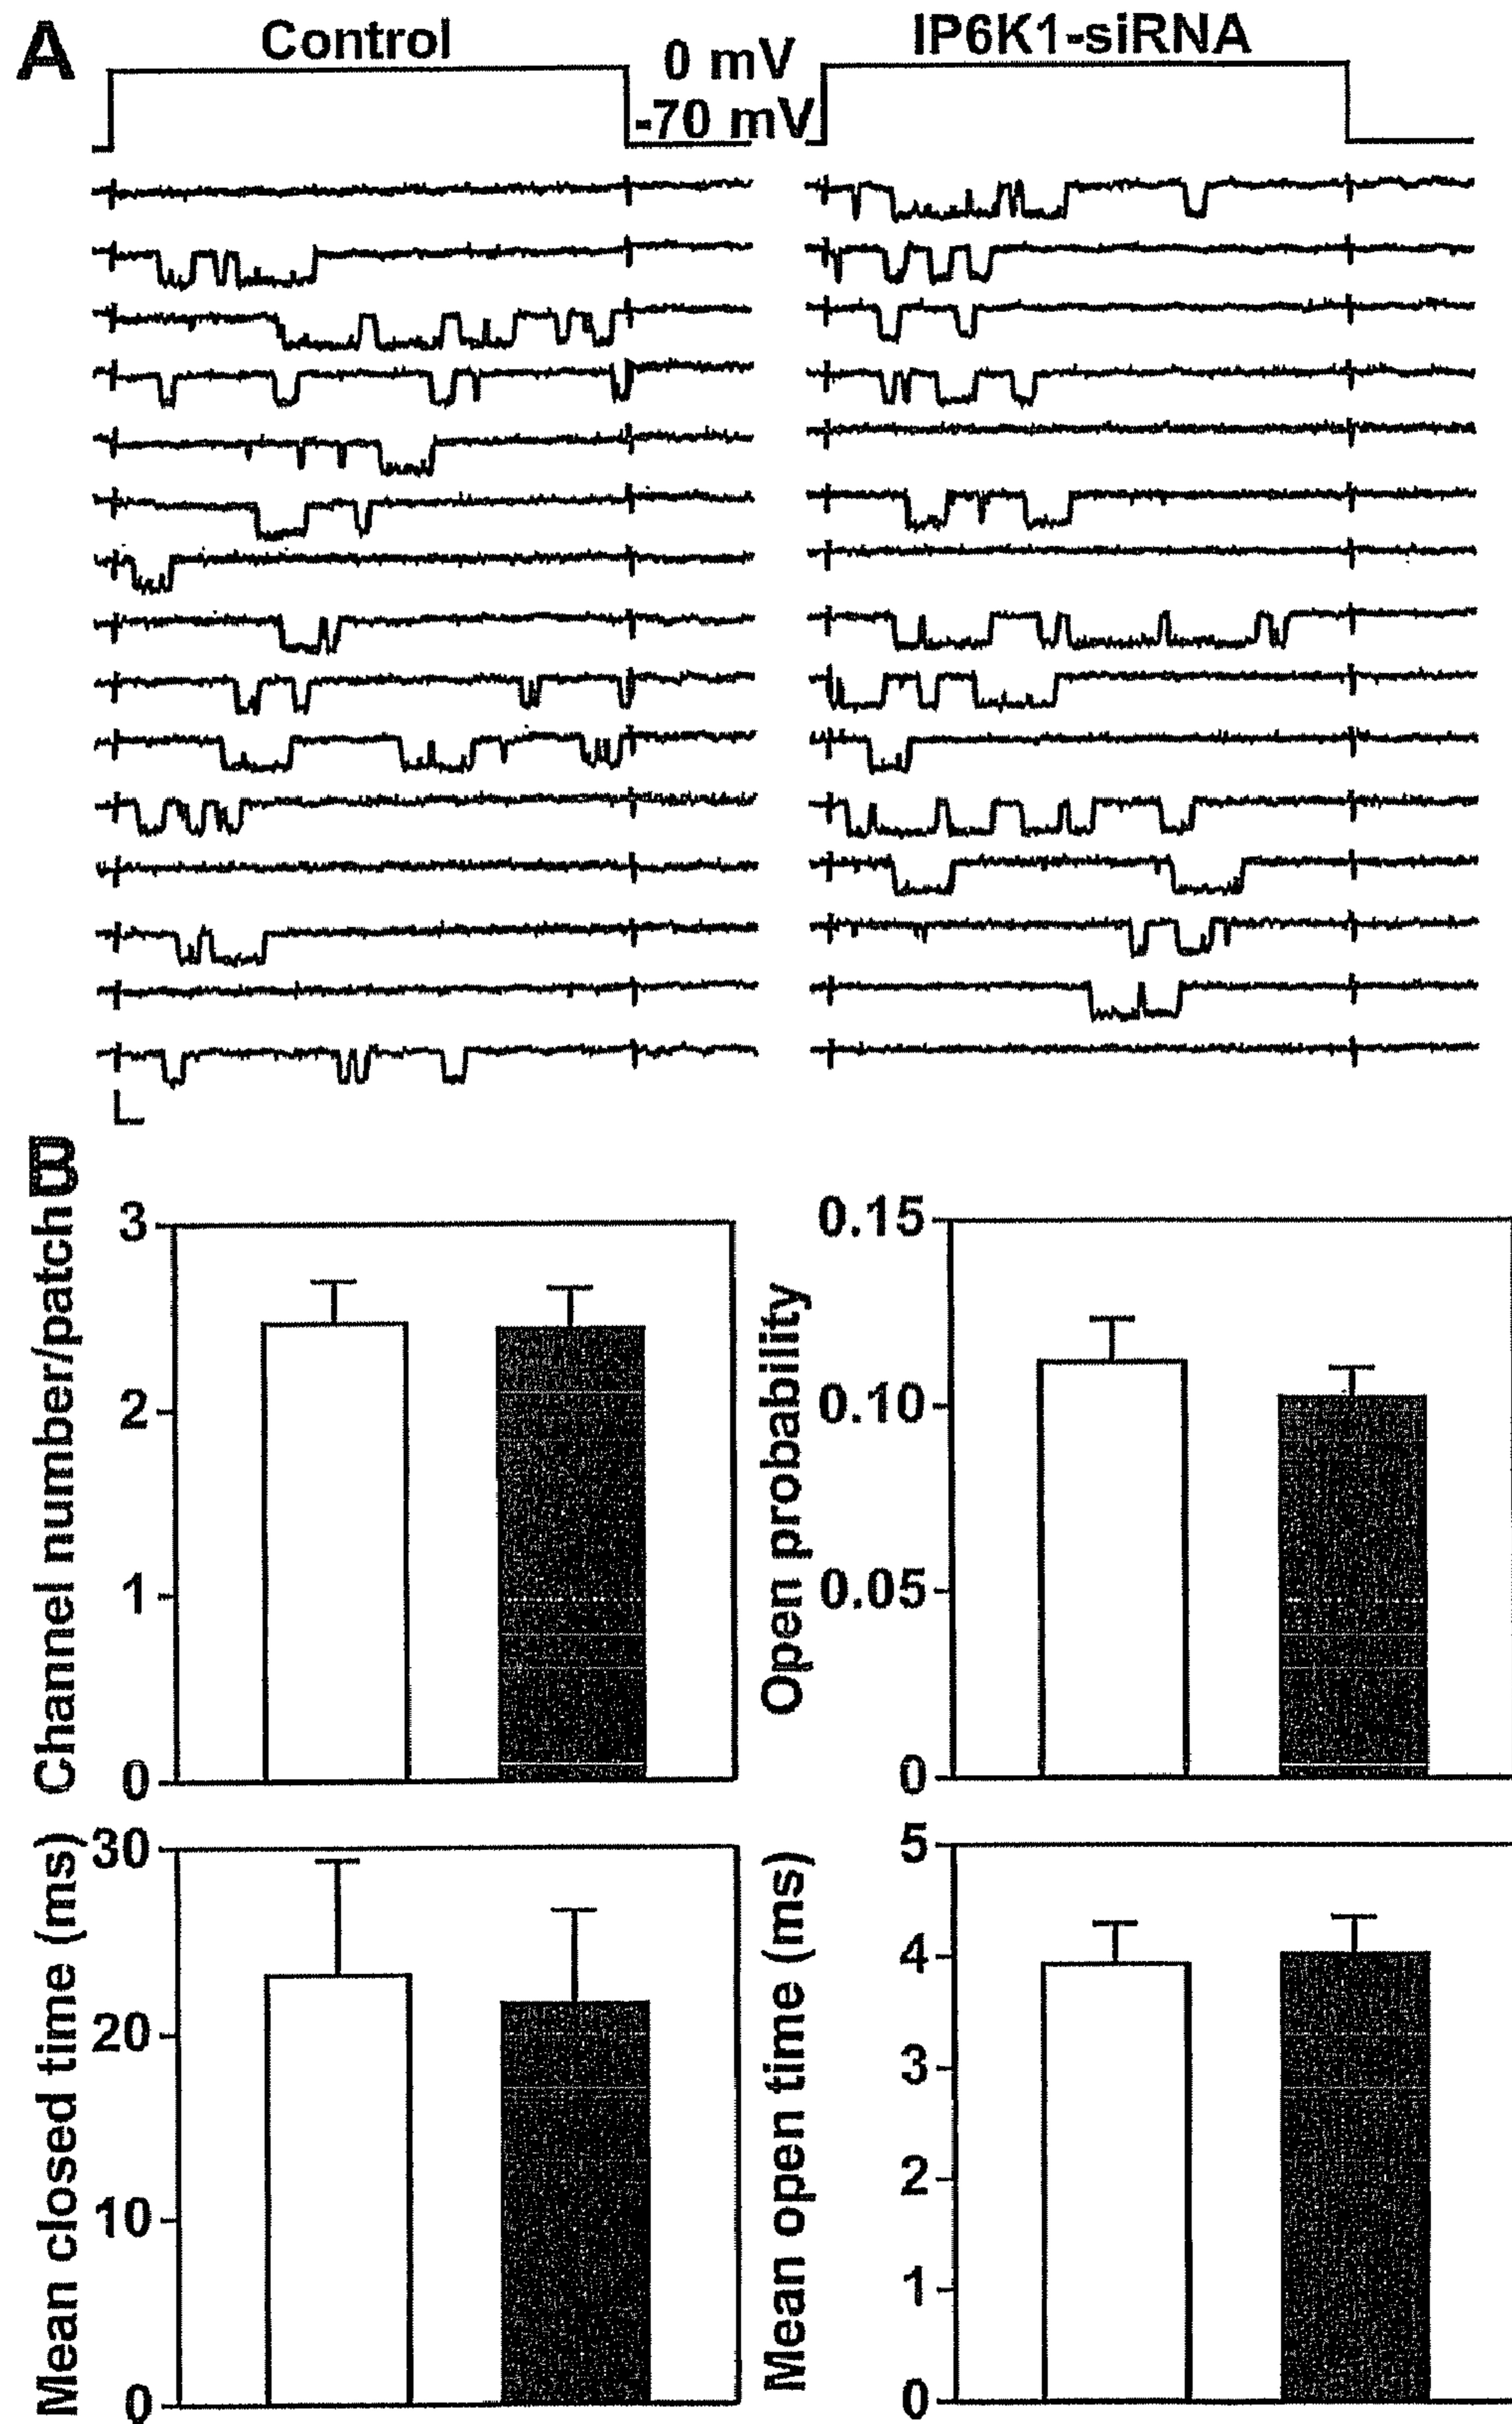 A
Control
0 mV
-70 mV
IP6K1-siRNA
B
Channel number/patch
3
2
1
0
Open probability
0.15
0.10
0.05
0
Mean closed time (ms)
30
20
10
0
Mean open time (ms)
5
4
3
2
1
0